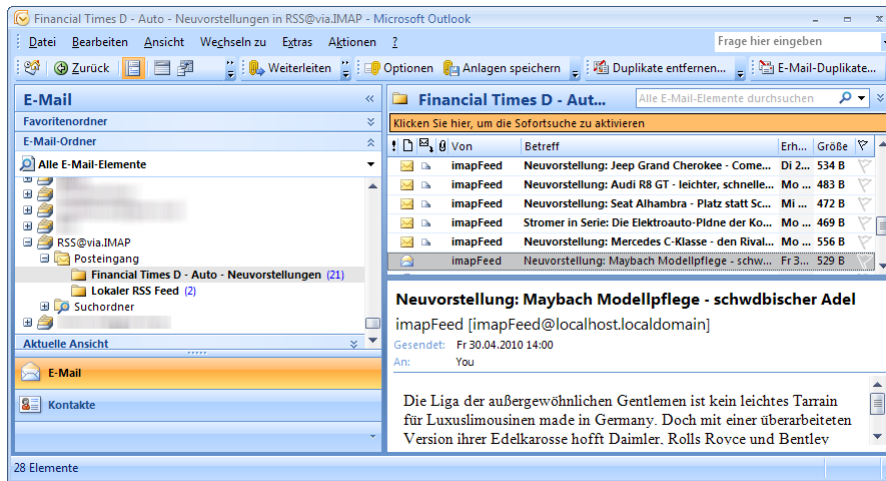 Financial Times D - Auto - Neuvorstellungen in RSS@via.IMAP - Microsoft Outlook
Datei Bearbeiten Ansicht Wechseln zu Extras Aktionen ? Frage hier eingeben
Zurück Weiterleiten Optionen Anlagen speichern Duplikate entfernen... E-Mail-Duplikate...
E-Mail
Favoritenordner
E-Mail-Ordner
Alle E-Mail-Elemente
RSS@via.IMAP
Posteingang
Financial Times D - Auto - Neuvorstellungen (21)
Lokaler RSS Feed (2)
Suchordner
Aktuelle Ansicht
E-Mail
Kontakte
Financial Times D - Aut... Alle E-Mail-Elemente durchsuchen
Klicken Sie hier, um die Sofortsuche zu aktivieren
Von Betreff Erh... Größe
imapFeed Neuvorstellung: Jeep Grand Cherokee - Come... Di 2... 534 B
imapFeed Neuvorstellung: Audi R8 GT - leichter, schnelle... Mo ... 483 B
imapFeed Neuvorstellung: Seat Alhambra - Platz statt Sc... Mi ... 472 B
imapFeed Stromer in Serie: Die Elektroauto-Pldne der Ko... Mo ... 469 B
imapFeed Neuvorstellung: Mercedes C-Klasse - den Rival... Mo ... 556 B
imapFeed Neuvorstellung: Maybach Modellpflege - schw... Fr 3... 529 B
Neuvorstellung: Maybach Modellpflege - schwdbischer Adel
imapFeed [imapFeed@localhost.localdomain]
Gesendet: Fr 30.04.2010 14:00
An: You
Die Liga der außergewöhnlichen Gentlemen ist kein leichtes Tarrain
für Luxuslimousinen made in Germany. Doch mit einer überarbeiteten
Version ihrer Edelkarosse hofft Daimler, Rolls Royce und Bentley
28 Elemente